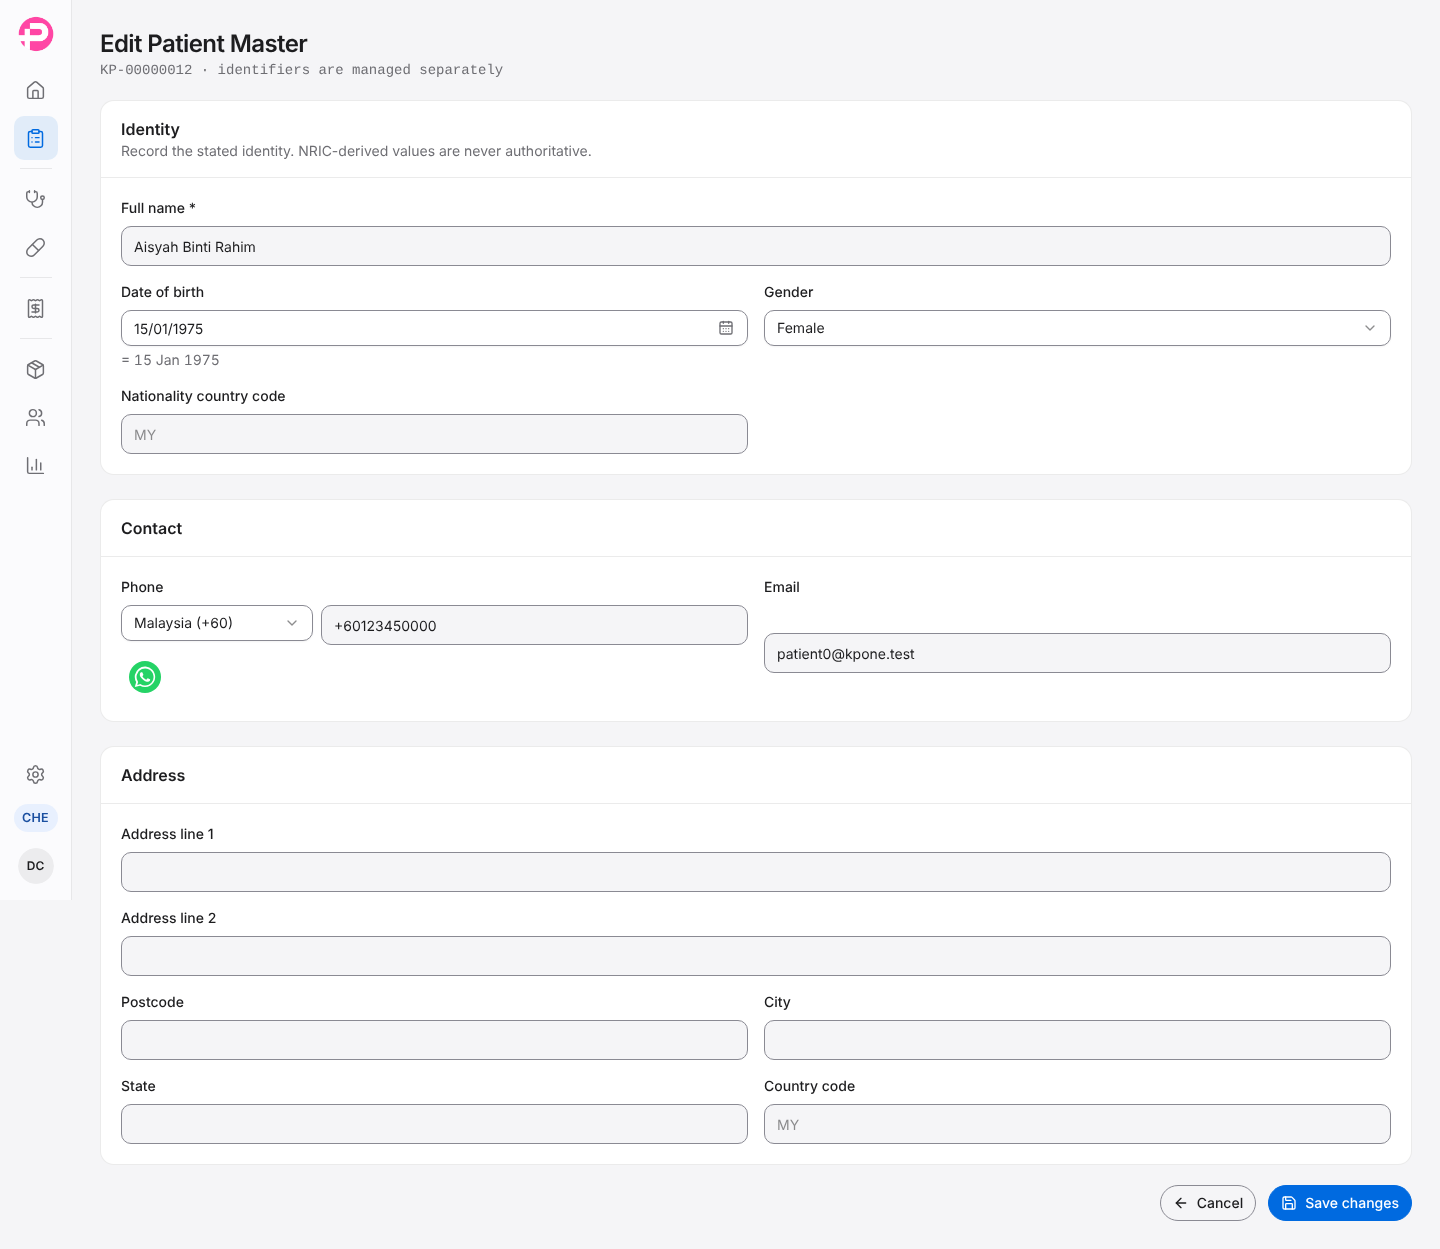 Edit Patient Master
KP-00000012 · identifiers are managed separately
Identity
Record the stated identity. NRIC-derived values are never authoritative.
Full name *
Aisyah Binti Rahim
Date of birth
Gender
15/01/1975
Female
= 15 Jan 1975
Nationality country code
MY
Contact
Phone
Email
Malaysia (+60)
+60123450000
patient0@kpone.test
Address
Address line 1
Address line 2
Postcode
City
State
Country code
MY
CHE
DC
Cancel
Save changes